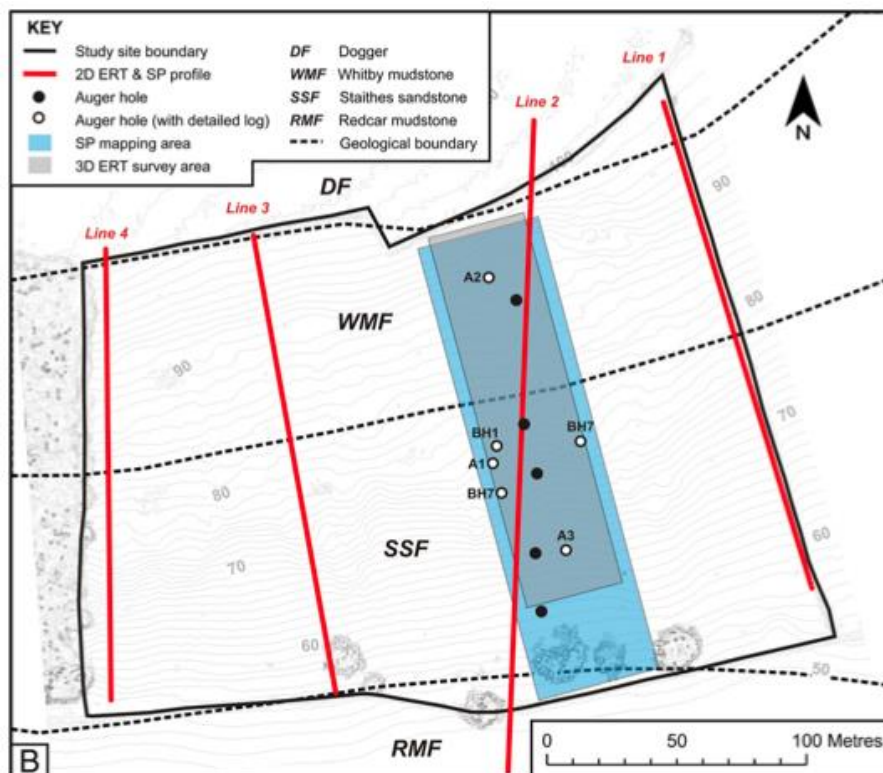 KEY
Study site boundary
2D ERT & SP profile
Auger hole
Auger hole (with detailed log)
SP mapping area
3D ERT survey area
DF Dogger
WMF Whitby mudstone
SSF Staithes sandstone
RMF Redcar mudstone
Geological boundary
Line 1
Line 2
N
100
90
DF
Line 3
Line 4
A2
80
WMF
90
70
BH1
BH7
A1
80
BH7
SSF
A3
60
70
60
50
RMF
0 50 100 Metres
B